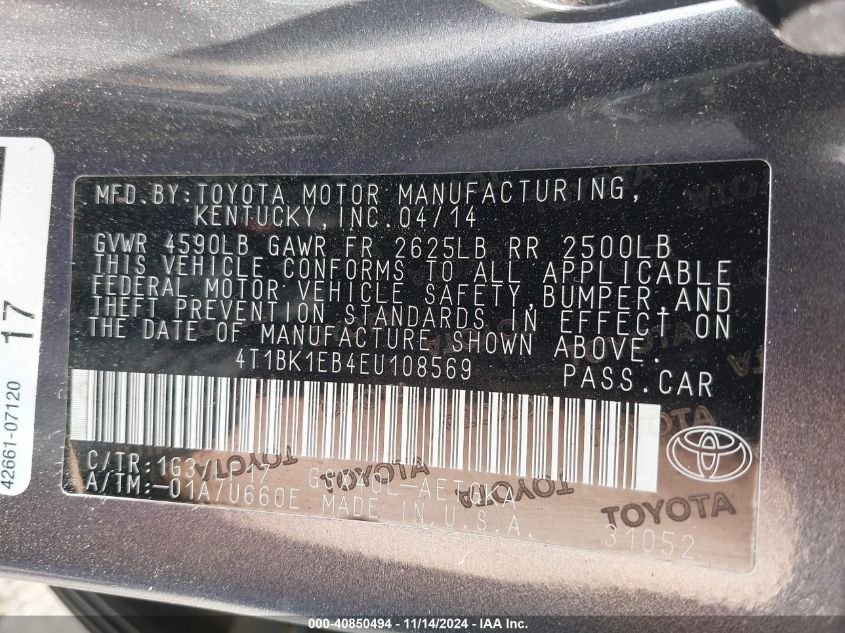 MFD.BY:TOYOTA MOTOR MANUFACTURING,
KENTUCKY,INC.04/14
GVWR 4590LB GAWR FR 2625LB RR 2500LB
THIS VEHICLE CONFORMS TO ALL APPLICABLE
FEDERAL MOTOR VEHICLE SAFETY,BUMPER,AND
THEFT PREVENTION STANDARDS IN EFFECT ON
THE DATE OF MANUFACTURE SHOWN ABOVE.
4T1BK1EB4EU108569 PASS.CAR
C/TR:1G3
A/TM:-01A/U660E MADE IN U.S.A.
31052
TOYOTA
TOYOTA
17
42661-07120
000-40850494 - 11/14/2024 - Copyright © IAA